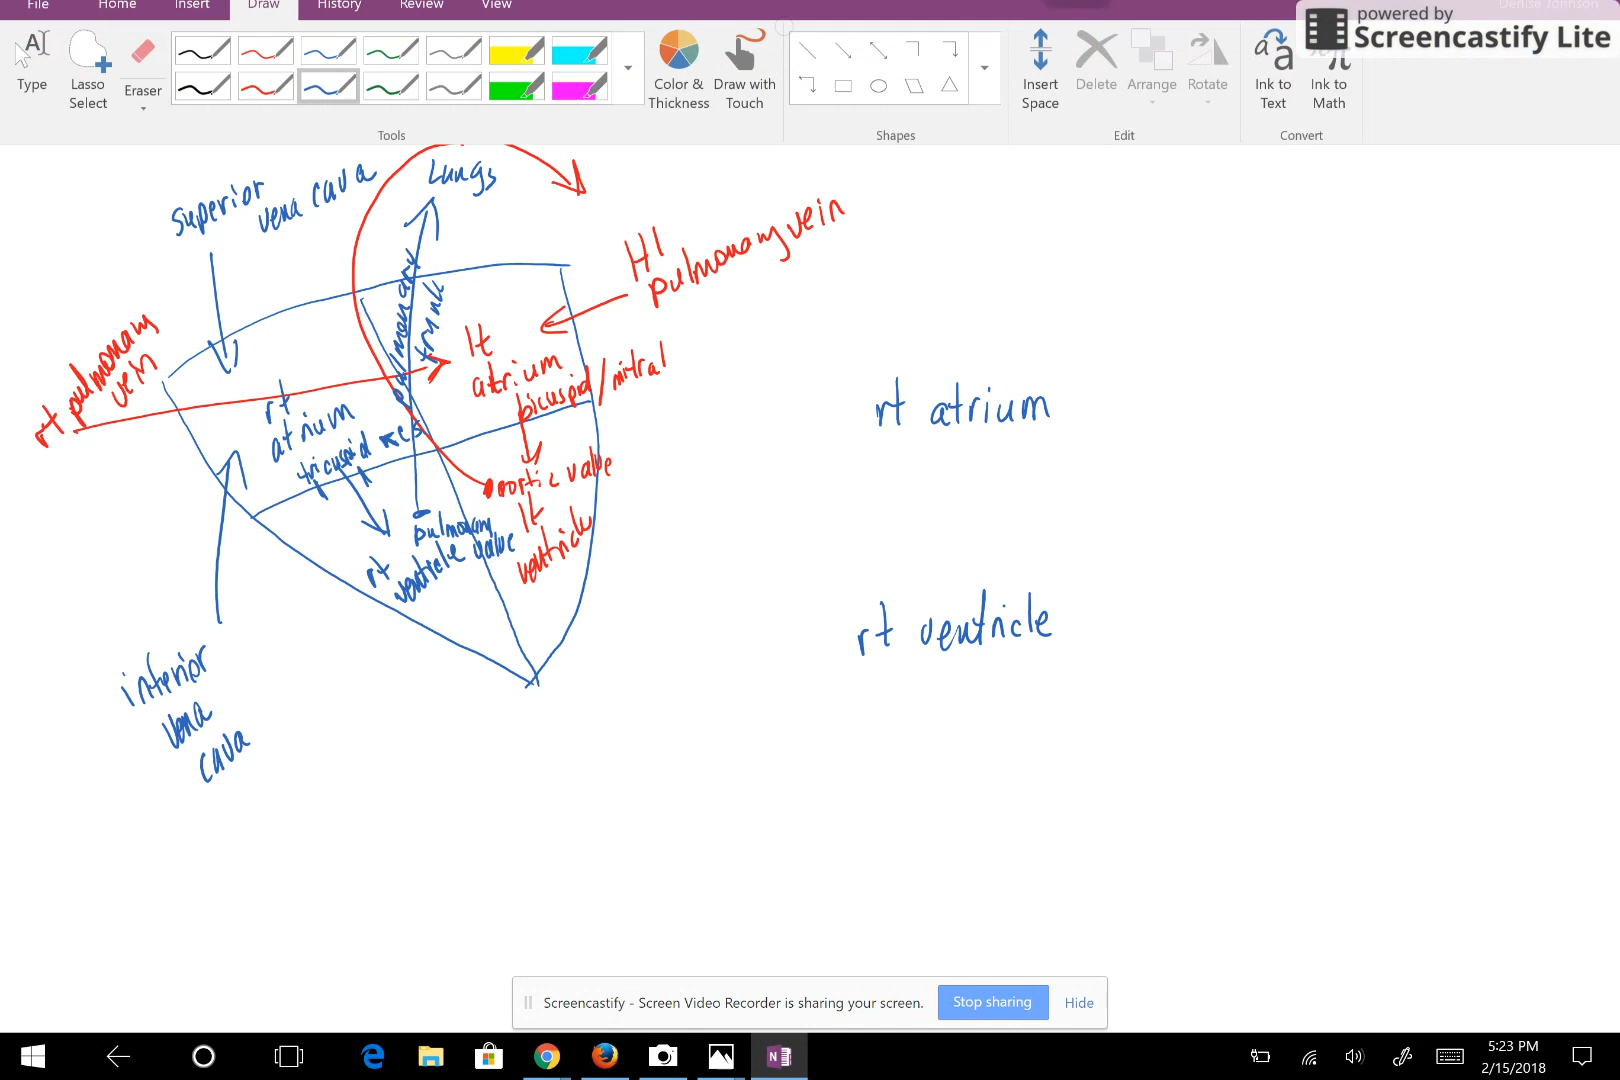 File Home Insert Draw History Review View
Denise Johnson
powered by
Screencastify Lite
Type
Lasso
Select
Eraser
Color &
Thickness
Draw with
Touch
Insert
Space
Delete
Arrange
Rotate
Ink to
Text
Ink to
Math
Tools
Shapes
Edit
Convert
superior
vena cava
Lungs
pulmonary
trunk
pulmonary vein
rt pulmonary
vein
lt
atrium
bicuspid/mitral
rt
atrium
tricuspid
aortic valve
lt
ventricle
pulmonary
valve
rt
ventricle
inferior
vena
cava
rt atrium
rt ventricle
Screencastify - Screen Video Recorder is sharing your screen.
Stop sharing
Hide
5:23 PM
2/15/2018